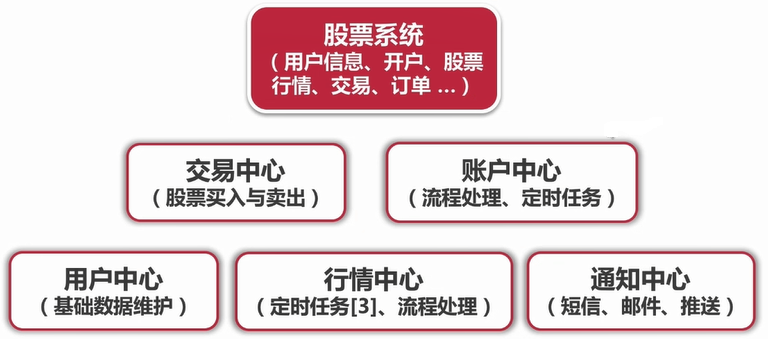 股票系统
（用户信息、开户、股票
行情、交易、订单 ...）
交易中心
（股票买入与卖出）
账户中心
（流程处理、定时任务）
用户中心
（基础数据维护）
行情中心
（定时任务[3]、流程处理）
通知中心
（短信、邮件、推送）